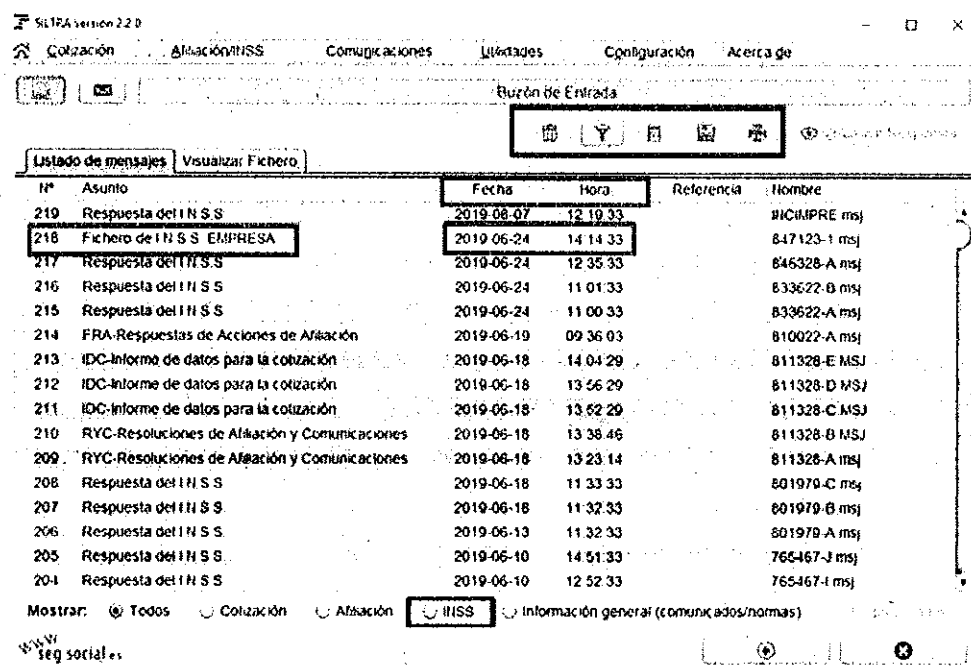 SILTRA versión 2.2.0
Cotización Afiliación/INSS Comunicaciones Utilidades Configuración Acerca de
Buzón de Entrada
Listado de mensajes Visualizar Fichero
Nº Asunto Fecha Hora Referencia Nombre
219 Respuesta del I N S S 2019-08-07 12 19 33 INCIMPRE msj
218 Fichero de I N S S EMPRESA 2019-06-24 14 14 33 847123-1 msj
217 Respuesta del I N S S 2019-06-24 12 35 33 846328-A msj
216 Respuesta del I N S S 2019-06-24 11 01 33 833622-B msj
215 Respuesta del I N S S 2019-06-24 11 00 33 833622-A msj
214 FRA-Respuestas de Acciones de Afiliación 2019-06-19 09 36 03 810022-A msj
213 IDC-Informe de datos para la cotización 2019-06-18 14 04 29 811328-E MSJ
212 IDC-Informe de datos para la cotización 2019-06-18 13 56 29 811328-D MSJ
211 IDC-Informe de datos para la cotización 2019-06-18 13 52 29 811328-C MSJ
210 RYC-Resoluciones de Afiliación y Comunicaciones 2019-06-18 13 38 46 811328-B MSJ
209 RYC-Resoluciones de Afiliación y Comunicaciones 2019-06-18 13 23 14 811328-A msj
208 Respuesta del I N S S 2019-06-18 11 33 33 801979-C msj
207 Respuesta del I N S S 2019-06-18 11 32 33 801979-B msj
206 Respuesta del I N S S 2019-06-13 11 32 33 801979-A msj
205 Respuesta del I N S S 2019-06-10 14 51 33 765467-J msj
204 Respuesta del I N S S 2019-06-10 12 52 33 765467-I msj
Mostrar: Todos Cotización Afiliación INSS Información general (comunicados/normas)
www
seg social es